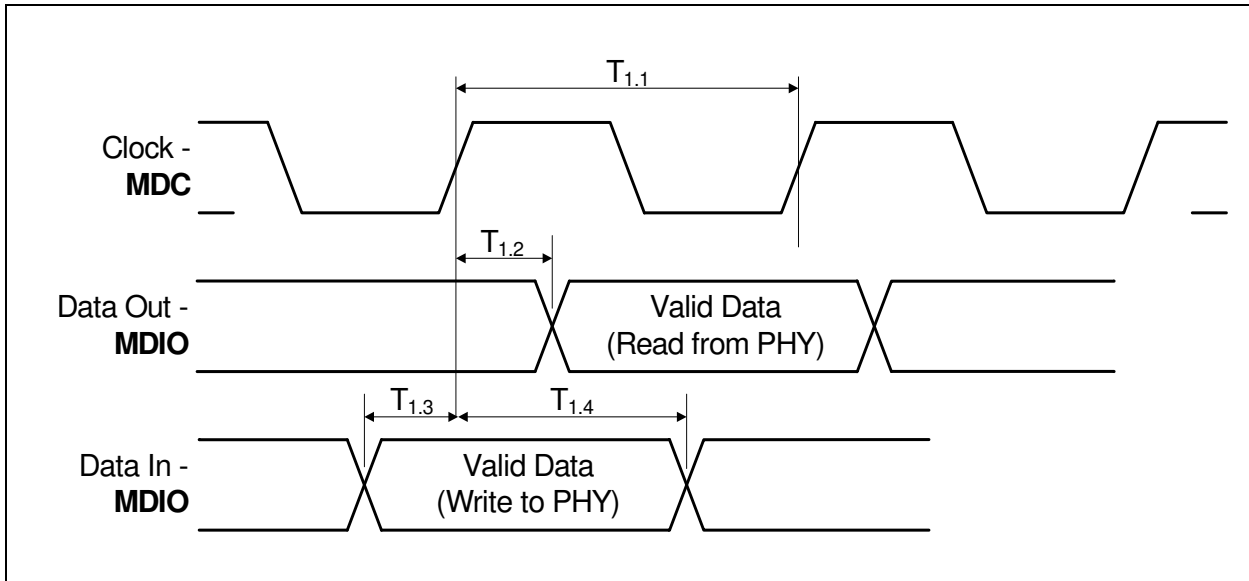 T1.1
Clock -
MDC
T1.2
Data Out -
MDIO
Valid Data
(Read from PHY)
T1.3
T1.4
Data In -
MDIO
Valid Data
(Write to PHY)